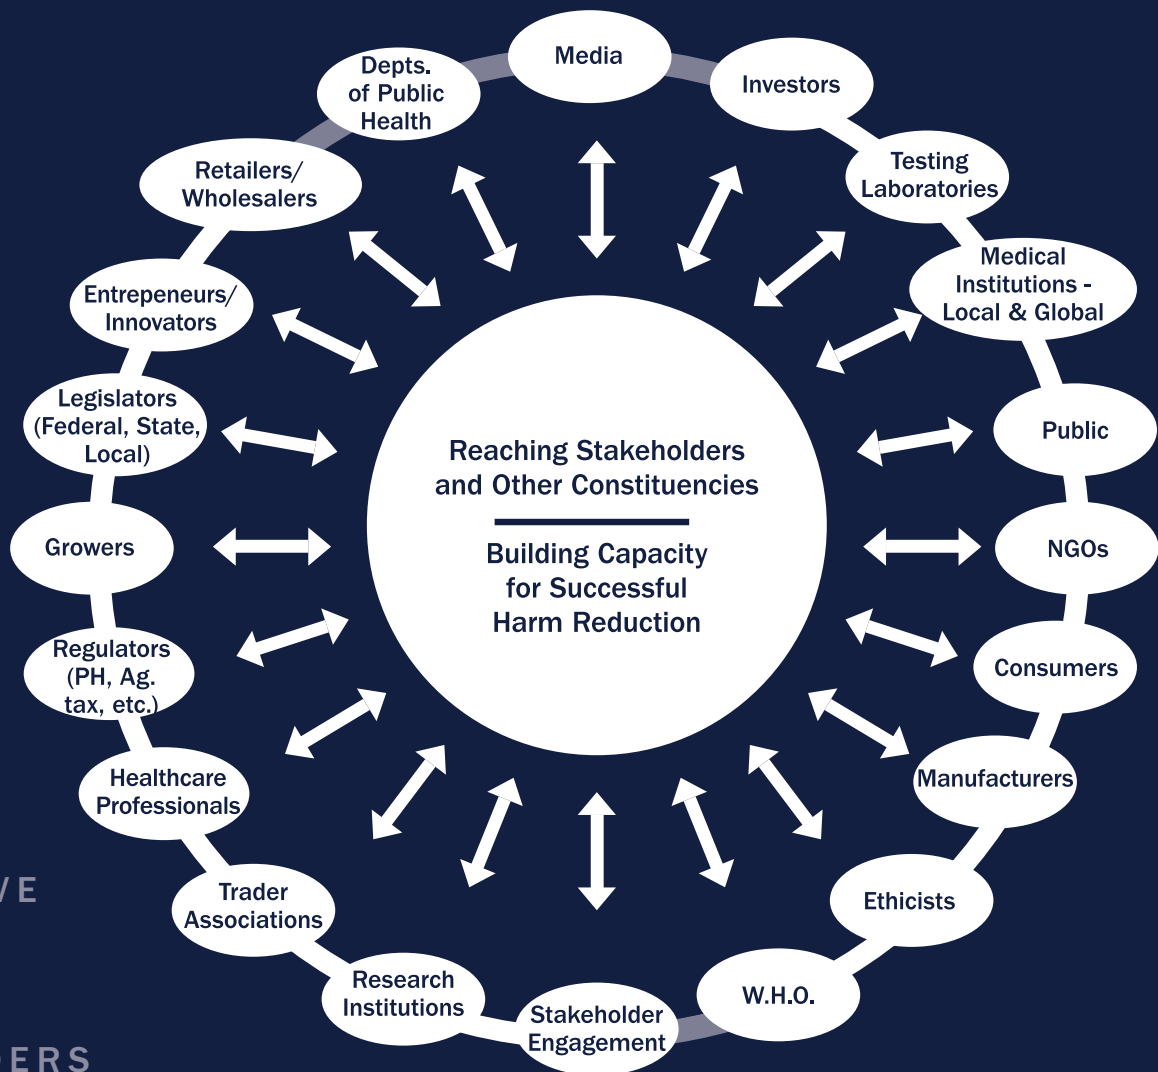 Media
Investors
Testing
Laboratories
Medical
Institutions -
Local & Global
Public
NGOs
Consumers
Manufacturers
Ethicists
W.H.O.
Stakeholder
Engagement
Research
Institutions
Trader
Associations
Healthcare
Professionals
Regulators
(PH, Ag.
tax, etc.)
Growers
Legislators
(Federal, State,
Local)
Entrepeneurs/
Innovators
Retailers/
Wholesalers
Depts.
of Public
Health
Reaching Stakeholders
and Other Constituencies
Building Capacity
for Successful
Harm Reduction